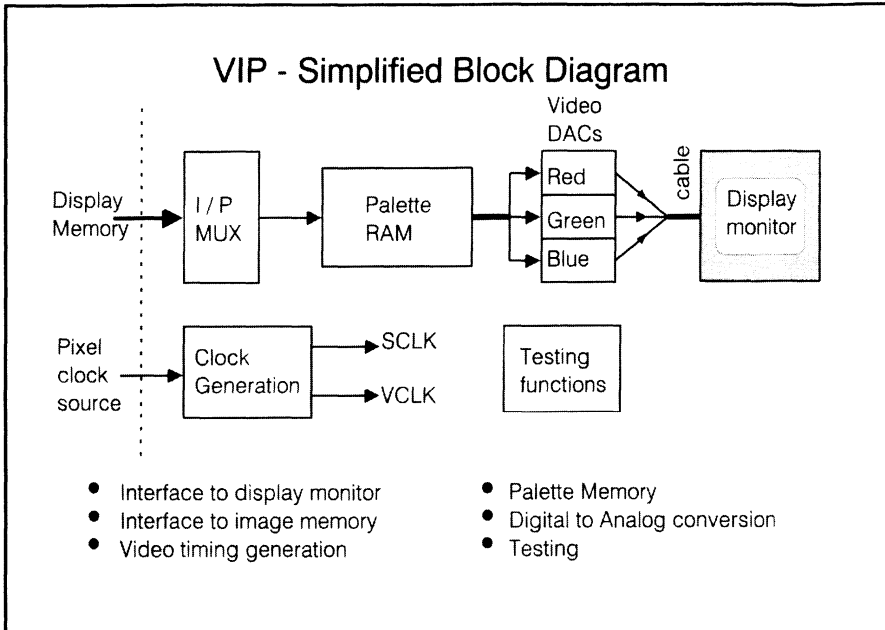 VIP - Simplified Block Diagram
Video
DACs
Display
Memory
I / P
MUX
Palette
RAM
Red
Green
Blue
cable
Display
monitor
Pixel
clock
source
Clock
Generation
SCLK
VCLK
Testing
functions
• Interface to display monitor
• Interface to image memory
• Video timing generation
• Palette Memory
• Digital to Analog conversion
• Testing